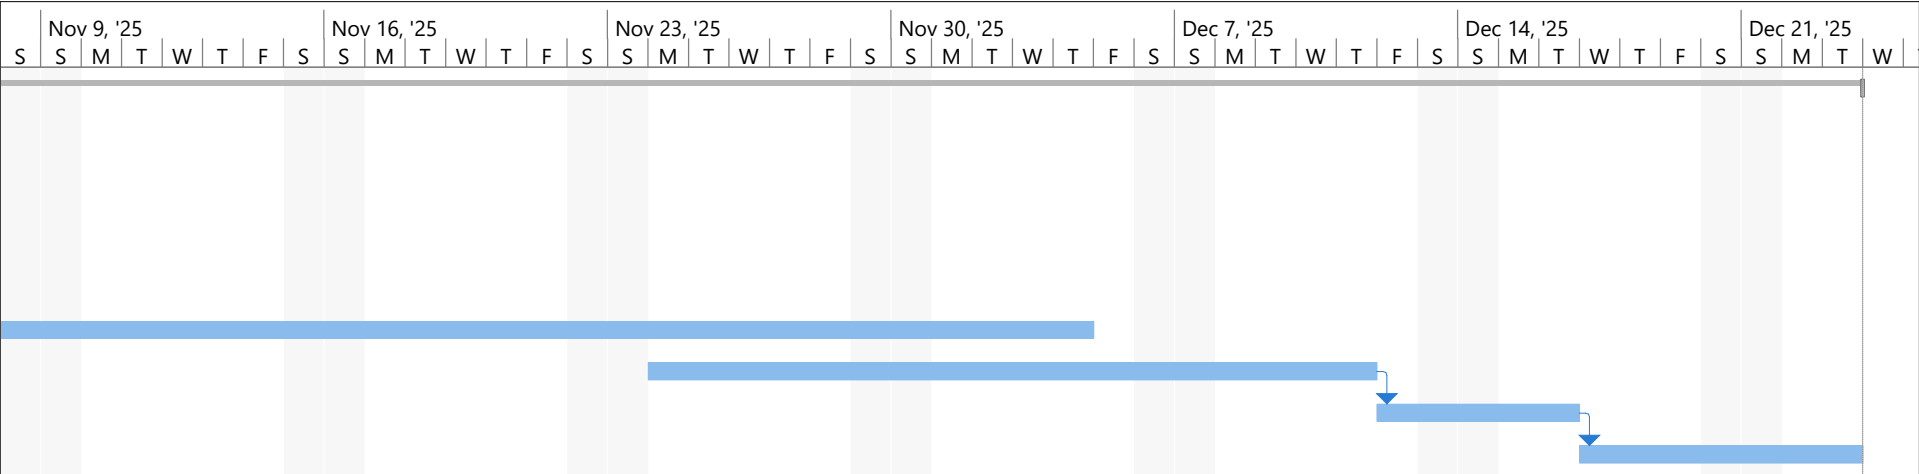 Nov 9, '25 Nov 16, '25 Nov 23, '25 Nov 30, '25 Dec 7, '25 Dec 14, '25 Dec 21, '25
S S M T W T F S S M T W T F S S M T W T F S S M T W T F S S M T W T F S S M T W T F S S M T W